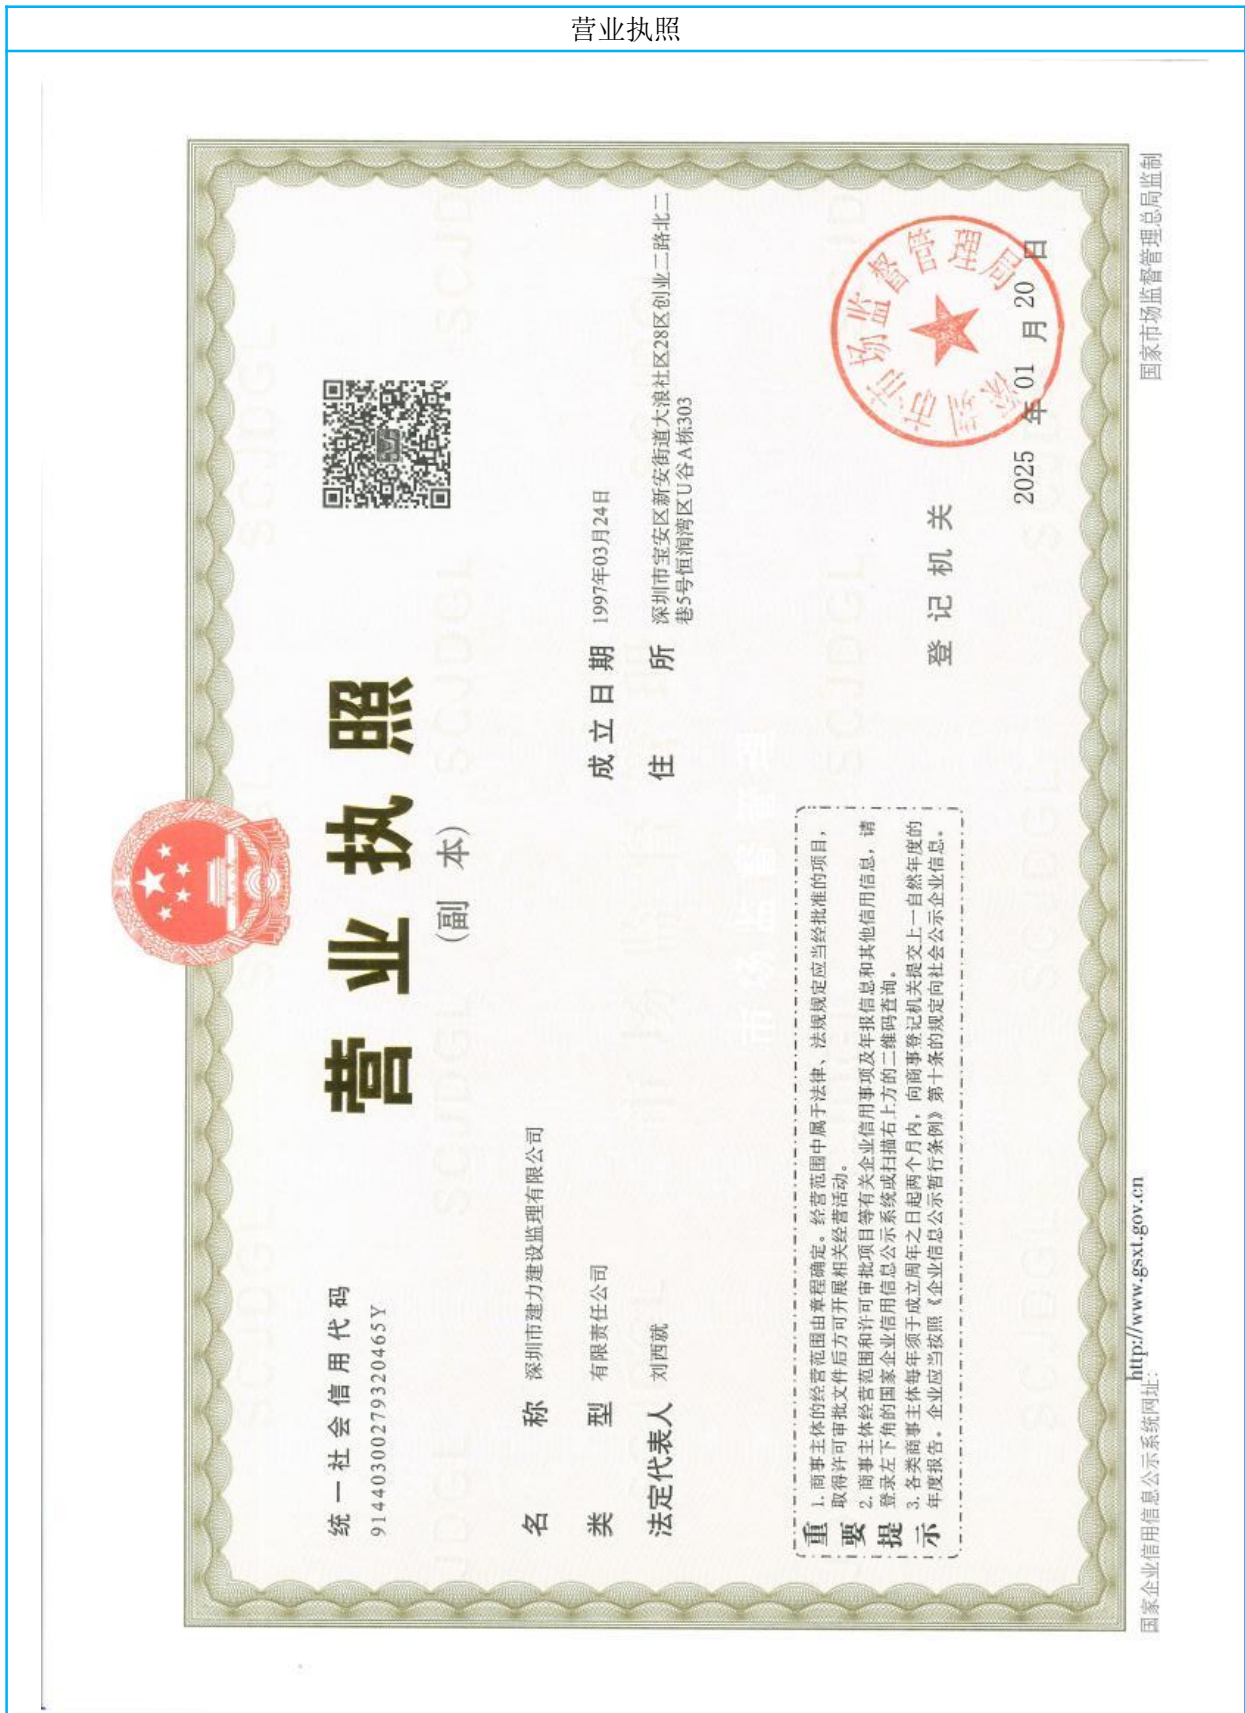 营业执照
统一社会信用代码
91440300279320465Y
营业执照
(副 本)
名 称 深圳市建力建设监理有限公司
类 型 有限责任公司
法定代表人 刘西就
成立日期 1997年03月24日
住 所 深圳市宝安区新安街道大浪社区28区创业二路北二
巷5号恒润湾区U谷A栋303
重要提示
1. 商事主体的经营范围由章程确定。经营范围中属于法律、法规规定应当经批准的项目，
取得许可审批文件后方可开展相关经营活动。
2. 商事主体经营范围和许可审批项目等有关企业信用事项及年报信息和其他信用信息，请
登录左下角的国家企业信用信息公示系统或扫描右上方的二维码查询。
3. 各类商事主体每年须于成立周年之日起两个月内，向商事登记机关提交上一自然年度的
年度报告。企业应当按照《企业信息公示暂行条例》第十条的规定向社会公示企业信息。
登记机关
深圳市市场监督管理局
2025 年 01 月 20 日
国家企业信用信息公示系统网址：http://www.gsxt.gov.cn
国家市场监督管理总局监制